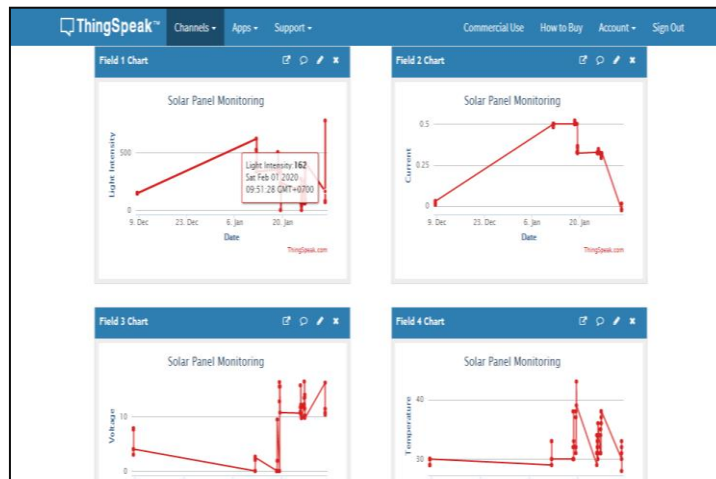 ThingSpeak™ Channels Apps Support Commercial Use How to Buy Account Sign Out
Field 1 Chart
Solar Panel Monitoring
Light Intensity
500
0
Light Intensity: 162
Sat Feb 01 2020
09:51:28 GMT+0700
9. Dec 23. Dec 6. Jan 20. Jan
Date
ThingSpeak.com
Field 2 Chart
Solar Panel Monitoring
Current
0.5
0.25
0
9. Dec 23. Dec 6. Jan 20. Jan
Date
ThingSpeak.com
Field 3 Chart
Solar Panel Monitoring
Voltage
10
0
Field 4 Chart
Solar Panel Monitoring
Temperature
40
30